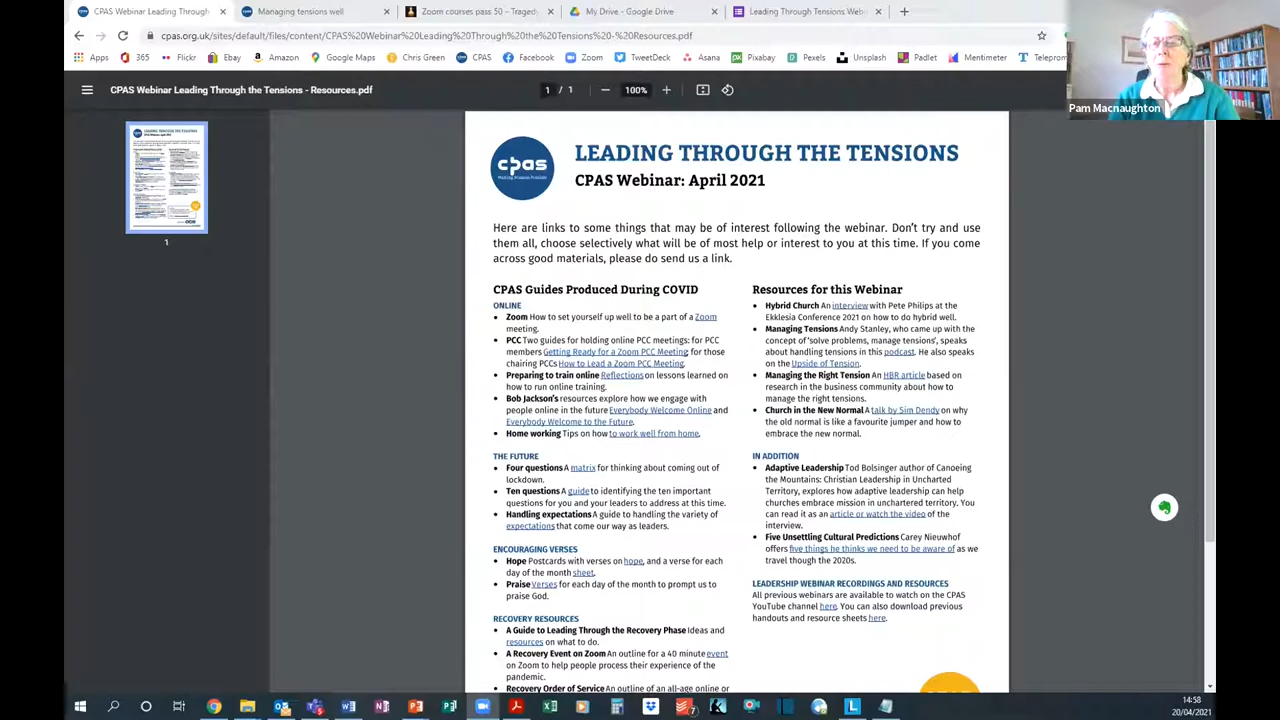 CPAS Webinar Leading Through
Managing tensions well
Zoom courses pass 50 – Tragedy
My Drive - Google Drive
Leading Through Tensions Web
cpas.org.uk/sites/default/files/content/CPAS%20Webinar%20Leading%20Through%20the%20Tensions%20-%20Resources.pdf
Apps
365
Flickr
Ebay
Amazon
Google Maps
Chris Green
CPAS
Facebook
Zoom
TweetDeck
Asana
Pixabay
Pexels
Unsplash
Padlet
Mentimeter
Teleprom
Pam Macnaughton
CPAS Webinar Leading Through the Tensions - Resources.pdf
1 / 1
100%
1
cpas
LEADING THROUGH THE TENSIONS
CPAS Webinar: April 2021
Here are links to some things that may be of interest following the webinar. Don't try and use
them all, choose selectively what will be of most help or interest to you at this time. If you come
across good materials, please do send us a link.
CPAS Guides Produced During COVID
ONLINE
• Zoom How to set yourself up well to be a part of a Zoom
meeting.
• PCC Two guides for holding online PCC meetings: for PCC
members Getting Ready for a Zoom PCC Meeting; for those
chairing PCCs How to Lead a Zoom PCC Meeting.
• Preparing to train online Reflections on lessons learned on
how to run online training.
• Bob Jackson's resources explore how we engage with
people online in the future Everybody Welcome Online and
Everybody Welcome to the Future.
• Home working Tips on how to work well from home.
THE FUTURE
• Four questions A matrix for thinking about coming out of
lockdown.
• Ten questions A guide to identifying the ten important
questions for you and your leaders to address at this time.
• Handling expectations A guide to handling the variety of
expectations that come our way as leaders.
ENCOURAGING VERSES
• Hope Postcards with verses on hope, and a verse for each
day of the month sheet.
• Praise Verses for each day of the month to prompt us to
praise God.
RECOVERY RESOURCES
• A Guide to Leading Through the Recovery Phase Ideas and
resources on what to do.
• A Recovery Event on Zoom An outline for a 40 minute event
on Zoom to help people process their experience of the
pandemic.
• Recovery Order of Service An outline of an all-age online or
Resources for this Webinar
• Hybrid Church An interview with Pete Philips at the
Ekklesia Conference 2021 on how to do hybrid well.
• Managing Tensions Andy Stanley, who came up with the
concept of 'solve problems, manage tensions', speaks
about handling tensions in this podcast. He also speaks
on the Upside of Tension.
• Managing the Right Tension An HBR article based on
research in the business community about how to
manage the right tensions.
• Church in the New Normal A talk by Sim Dendy on why
the old normal is like a favourite jumper and how to
embrace the new normal.
IN ADDITION
• Adaptive Leadership Tod Bolsinger author of Canoeing
the Mountains: Christian Leadership in Uncharted
Territory, explores how adaptive leadership can help
churches embrace mission in unchartered territory. You
can read it as an article or watch the video of the
interview.
• Five Unsettling Cultural Predictions Carey Nieuwhof
offers five things he thinks we need to be aware of as we
travel though the 2020s.
LEADERSHIP WEBINAR RECORDINGS AND RESOURCES
All previous webinars are available to watch on the CPAS
YouTube channel here. You can also download previous
handouts and resource sheets here.
14:58
20/04/2021